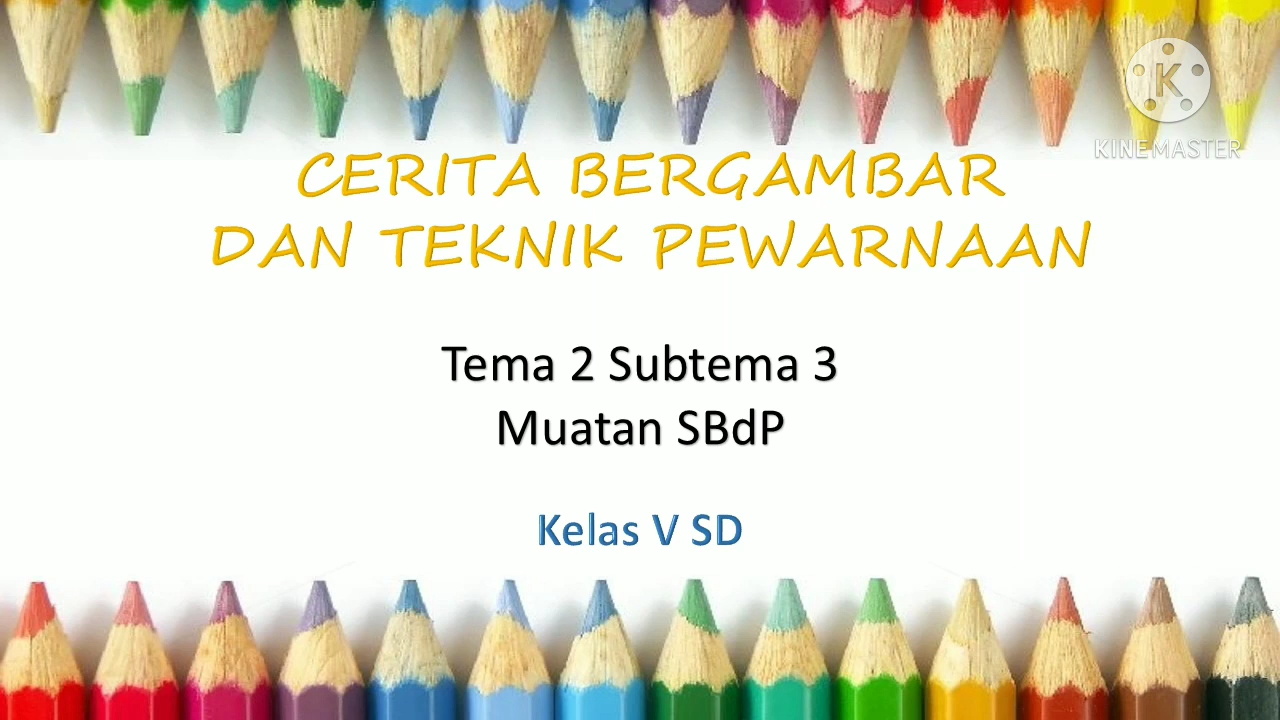 K
KINEMASTER
CERITA BERGAMBAR
DAN TEKNIK PEWARNAAN
Tema 2 Subtema 3
Muatan SBdP
Kelas V SD